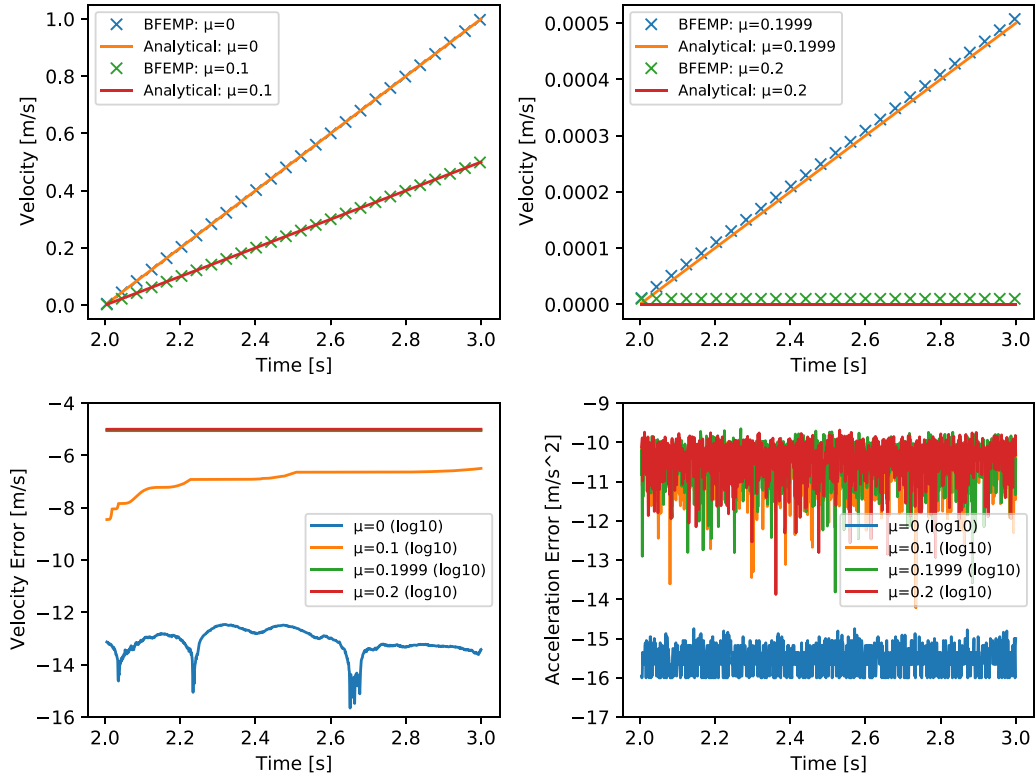 1.0
0.8
0.6
0.4
0.2
0.0
Velocity [m/s]
BFEMP: μ=0
Analytical: μ=0
BFEMP: μ=0.1
Analytical: μ=0.1
2.0 2.2 2.4 2.6 2.8 3.0
Time [s]
0.0005
0.0004
0.0003
0.0002
0.0001
0.0000
Velocity [m/s]
BFEMP: μ=0.1999
Analytical: μ=0.1999
BFEMP: μ=0.2
Analytical: μ=0.2
2.0 2.2 2.4 2.6 2.8 3.0
Time [s]
−4
−6
−8
−10
−12
−14
−16
Velocity Error [m/s]
μ=0 (log10)
μ=0.1 (log10)
μ=0.1999 (log10)
μ=0.2 (log10)
2.0 2.2 2.4 2.6 2.8 3.0
Time [s]
−9
−10
−11
−12
−13
−14
−15
−16
−17
Acceleration Error [m/s^2]
μ=0 (log10)
μ=0.1 (log10)
μ=0.1999 (log10)
μ=0.2 (log10)
2.0 2.2 2.4 2.6 2.8 3.0
Time [s]